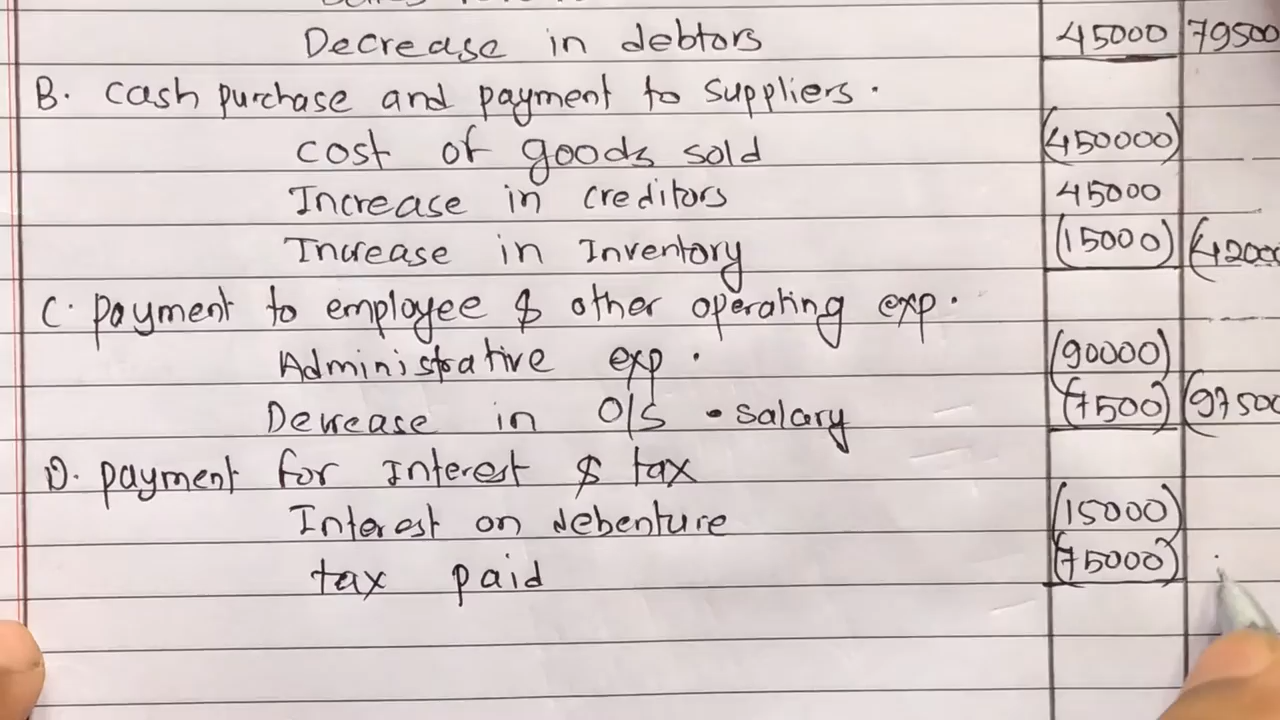 Decrease in debtors 45000 79500
B. Cash purchase and payment to suppliers.
Cost of goods sold (450000)
Increase in creditors 45000
Increase in Inventory (15000) (42000
C. payment to employee & other operating exp.
Administrative exp. (90000)
Decrease in O/S salary (7500) (97500
D. payment for Interest & tax
Interest on debenture (15000)
tax paid (75000)